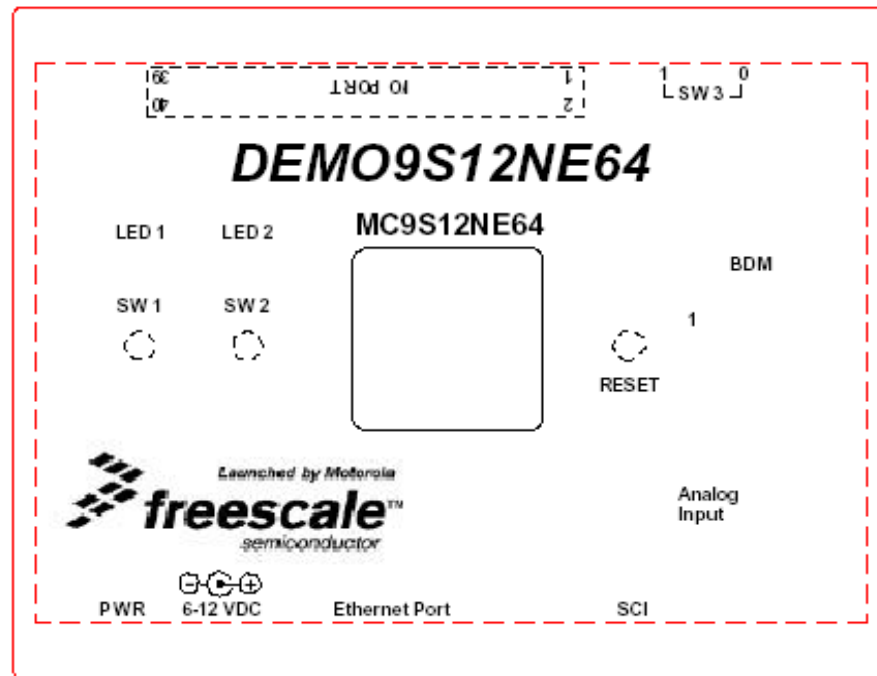 39 IO PORT 1
40 2
1 0
SW 3
DEMO9S12NE64
MC9S12NE64
LED 1 LED 2
BDM
SW 1 SW 2
1
RESET
Launched by Motorola
freescale™
semiconductor
Analog
Input
PWR 6-12 VDC Ethernet Port SCI